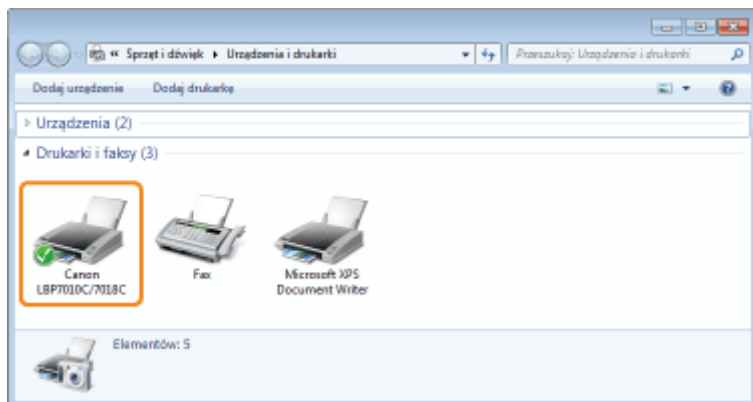 « Sprzęt i dźwięk ▸ Urządzenia i drukarki
Przeszukaj: Urządzenia i drukarki
Dodaj urządzenie Dodaj drukarkę
Urządzenia (2)
Drukarki i faksy (3)
Canon
LBP7010C/7018C
Fax
Microsoft XPS
Document Writer
Elementów: 5